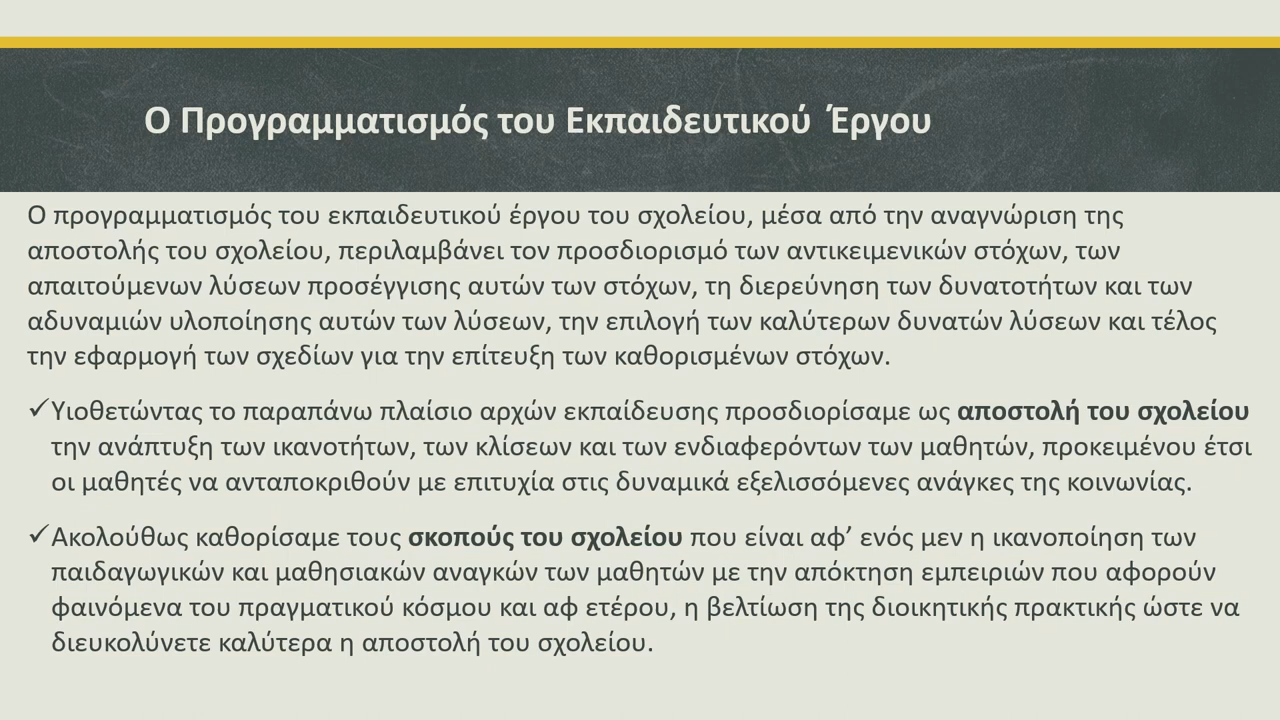 Ο Προγραμματισμός του Εκπαιδευτικού Έργου
Ο προγραμματισμός του εκπαιδευτικού έργου του σχολείου, μέσα από την αναγνώριση της
αποστολής του σχολείου, περιλαμβάνει τον προσδιορισμό των αντικειμενικών στόχων, των
απαιτούμενων λύσεων προσέγγισης αυτών των στόχων, τη διερεύνηση των δυνατοτήτων και των
αδυναμιών υλοποίησης αυτών των λύσεων, την επιλογή των καλύτερων δυνατών λύσεων και τέλος
την εφαρμογή των σχεδίων για την επίτευξη των καθορισμένων στόχων.
✓Υιοθετώντας το παραπάνω πλαίσιο αρχών εκπαίδευσης προσδιορίσαμε ως αποστολή του σχολείου
την ανάπτυξη των ικανοτήτων, των κλίσεων και των ενδιαφερόντων των μαθητών, προκειμένου έτσι
οι μαθητές να ανταποκριθούν με επιτυχία στις δυναμικά εξελισσόμενες ανάγκες της κοινωνίας.
✓Ακολούθως καθορίσαμε τους σκοπούς του σχολείου που είναι αφ’ ενός μεν η ικανοποίηση των
παιδαγωγικών και μαθησιακών αναγκών των μαθητών με την απόκτηση εμπειριών που αφορούν
φαινόμενα του πραγματικού κόσμου και αφ ετέρου, η βελτίωση της διοικητικής πρακτικής ώστε να
διευκολύνετε καλύτερα η αποστολή του σχολείου.